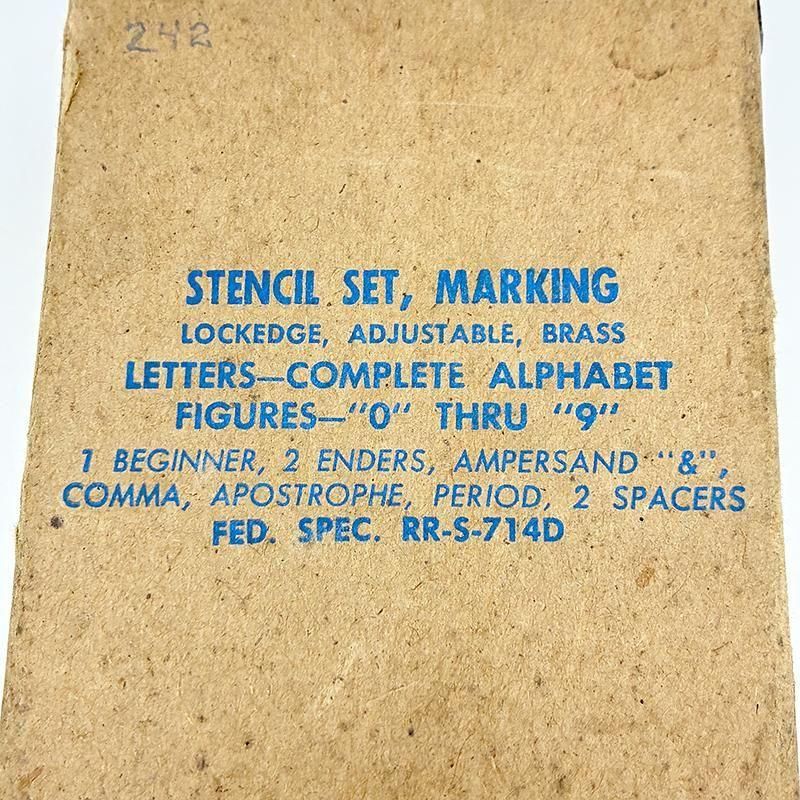 242
STENCIL SET, MARKING
LOCKEDGE, ADJUSTABLE, BRASS
LETTERS—COMPLETE ALPHABET
FIGURES—"0" THRU "9"
1 BEGINNER, 2 ENDERS, AMPERSAND "&",
COMMA, APOSTROPHE, PERIOD, 2 SPACERS
FED. SPEC. RR-S-714D